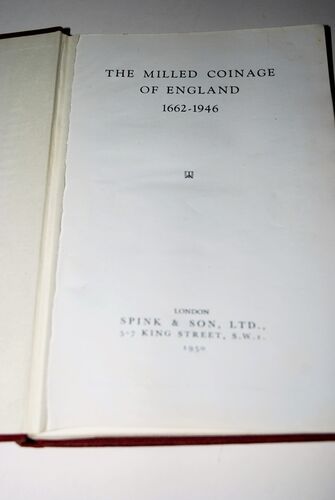 THE MILLED COINAGE
OF ENGLAND
1662-1946
LONDON
SPINK & SON, LTD.,
5-7 KING STREET, S.W.1.
1950